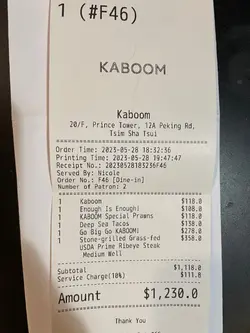 1 (#F46)
KABOOM
Kaboom
20/F, Prince Tower, 12A Peking Rd,
Tsim Sha Tsui
Order Time: 2023-05-28 18:32:36
Printing Time: 2023-05-28 19:47:47
Receipt No.: 20230528183236F46
Served By: Nicole
Order No.: F46 [Dine-in]
Number of Patron: 2
1 Kaboom $118.0
1 Enough Is Enough! $108.0
1 KABOOM Special Prawns $118.0
1 Deep Sea Tacos $138.0
1 Go Big Go KABOOM! $278.0
1 Stone-grilled Grass-fed $358.0
USDA Prime Ribeye Steak
Medium Well
Subtotal $1,118.0
Service Charge(10%) $111.8
Amount $1,230.0
Thank You